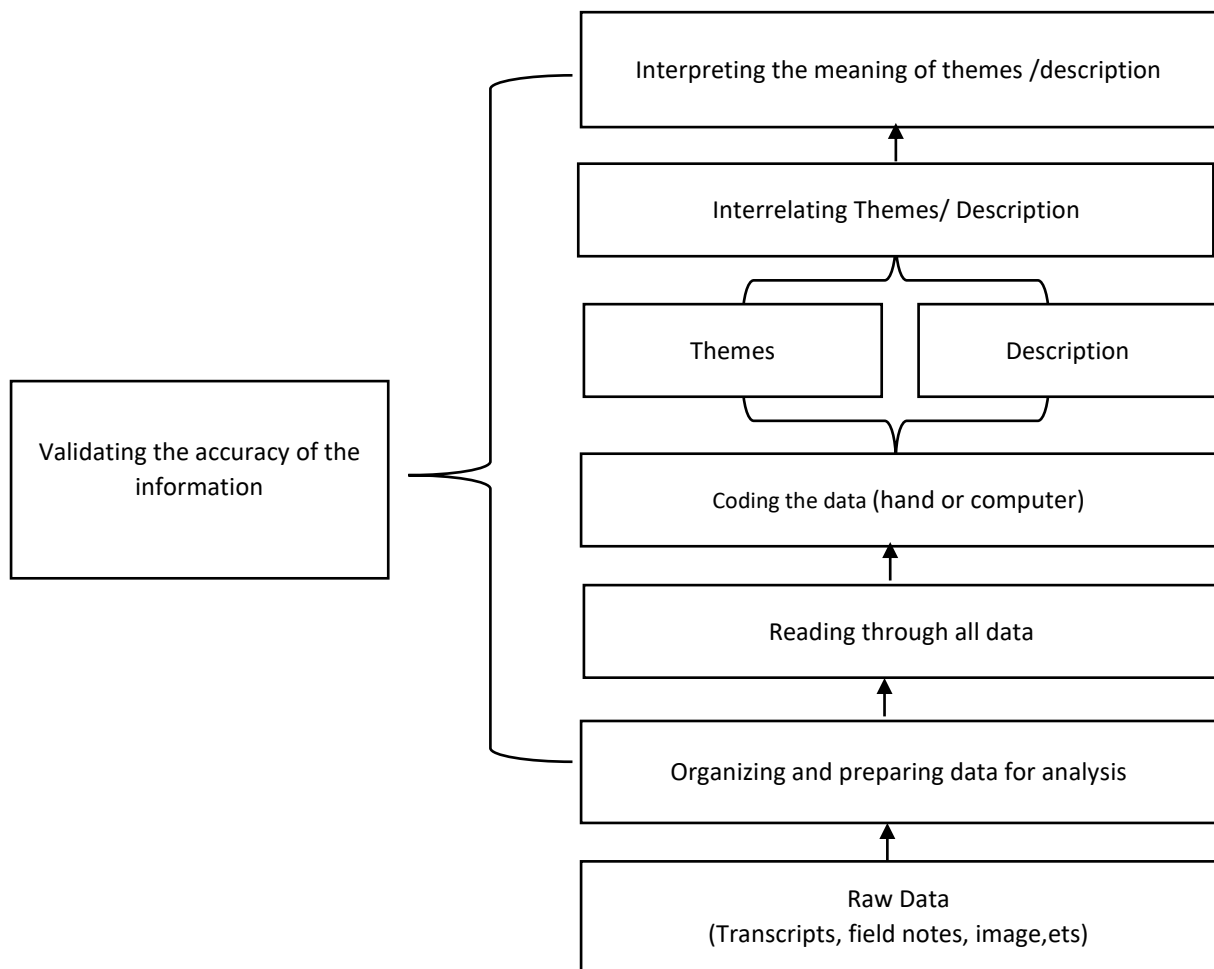 Interpreting the meaning of themes /description
Interrelating Themes/ Description
Themes
Description
Validating the accuracy of the
information
Coding the data (hand or computer)
Reading through all data
Organizing and preparing data for analysis
Raw Data
(Transcripts, field notes, image,ets)